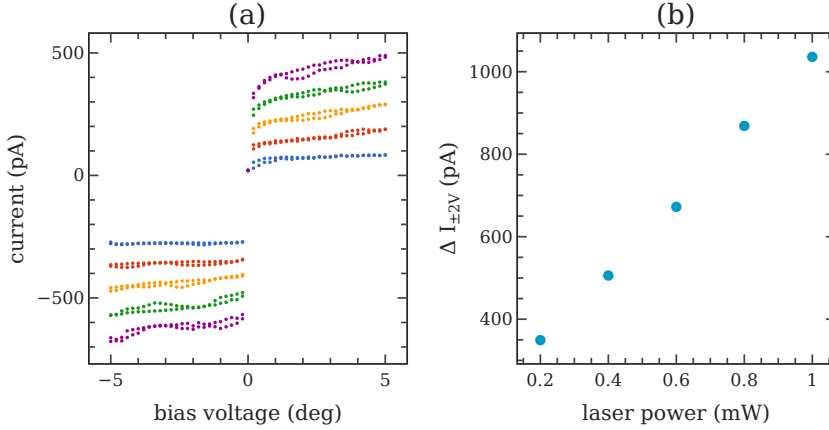 (a)
(b)
current (pA)
500
0
−500
−5
0
5
bias voltage (deg)
Δ I±2V (pA)
1000
800
600
400
0.2
0.4
0.6
0.8
1
laser power (mW)